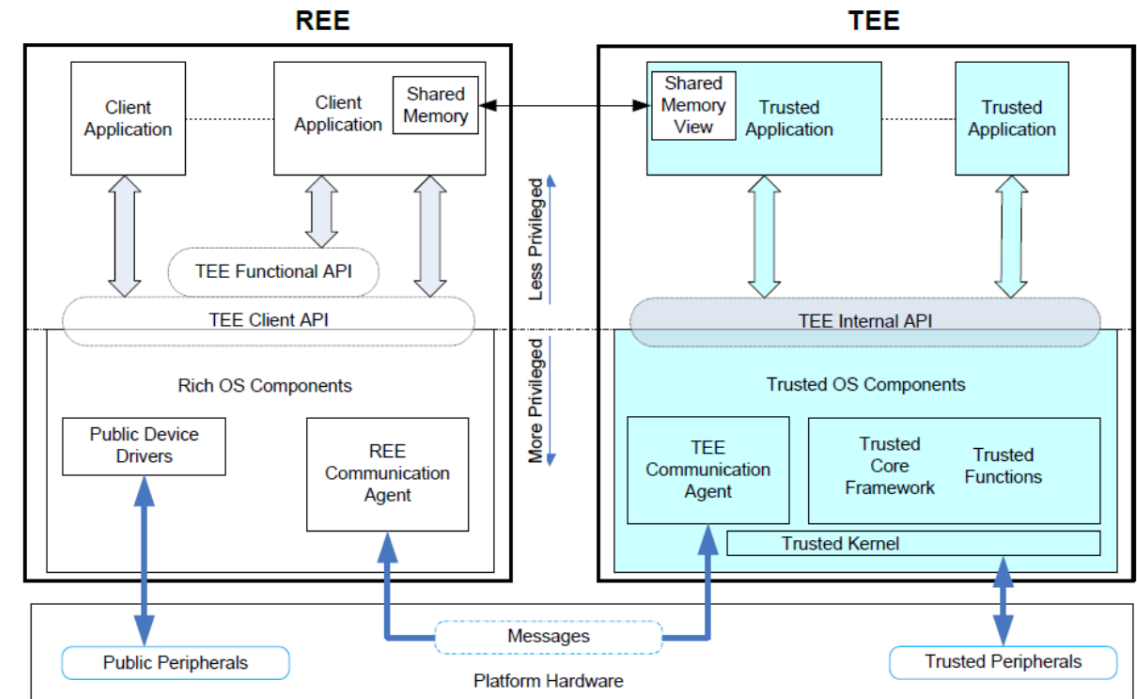 REE
TEE
Client
Application
Client
Application
Shared
Memory
Shared
Memory
View
Trusted
Application
Trusted
Application
Less Privileged
TEE Functional API
TEE Client API
TEE Internal API
More Privileged
Rich OS Components
Trusted OS Components
Public Device
Drivers
REE
Communication
Agent
TEE
Communication
Agent
Trusted
Core
Framework
Trusted
Functions
Trusted Kernel
Messages
Public Peripherals
Trusted Peripherals
Platform Hardware